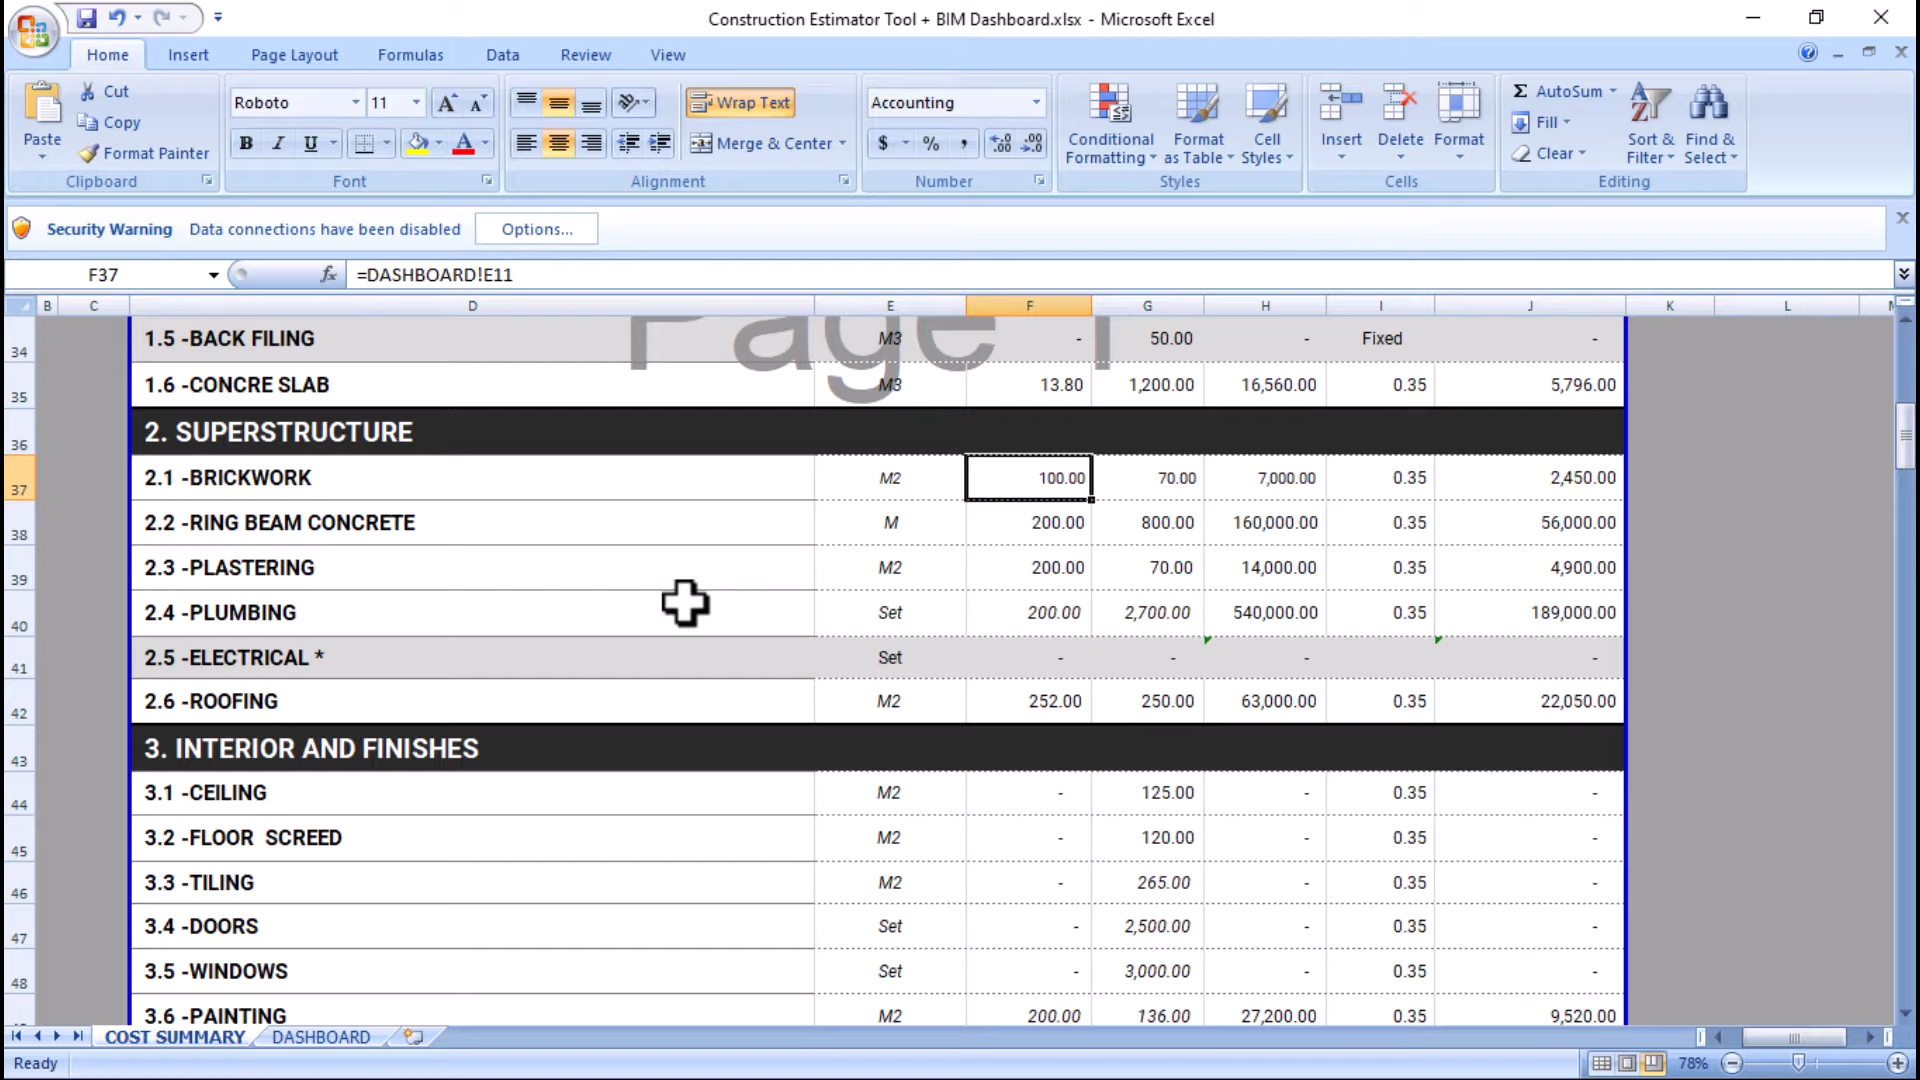 Construction Estimator Tool + BIM Dashboard.xlsx - Microsoft Excel
Home Insert Page Layout Formulas Data Review View
Paste
Cut
Copy
Format Painter
Clipboard
Roboto 11
B I U
Font
Wrap Text
Merge & Center
Alignment
Accounting
$ % ,
Number
Conditional Formatting
Format as Table
Cell Styles
Styles
Insert Delete Format
Cells
Σ AutoSum
Fill
Clear
Sort & Filter
Find & Select
Editing
Security Warning Data connections have been disabled Options...
F37 fx =DASHBOARD!E11
B C D E F G H I J K L
Page 1
34 1.5 -BACK FILING M3 - 50.00 - Fixed -
35 1.6 -CONCRE SLAB M3 13.80 1,200.00 16,560.00 0.35 5,796.00
36 2. SUPERSTRUCTURE
37 2.1 -BRICKWORK M2 100.00 70.00 7,000.00 0.35 2,450.00
38 2.2 -RING BEAM CONCRETE M 200.00 800.00 160,000.00 0.35 56,000.00
39 2.3 -PLASTERING M2 200.00 70.00 14,000.00 0.35 4,900.00
40 2.4 -PLUMBING Set 200.00 2,700.00 540,000.00 0.35 189,000.00
41 2.5 -ELECTRICAL * Set - - - -
42 2.6 -ROOFING M2 252.00 250.00 63,000.00 0.35 22,050.00
43 3. INTERIOR AND FINISHES
44 3.1 -CEILING M2 - 125.00 - 0.35 -
45 3.2 -FLOOR SCREED M2 - 120.00 - 0.35 -
46 3.3 -TILING M2 - 265.00 - 0.35 -
47 3.4 -DOORS Set - 2,500.00 - 0.35 -
48 3.5 -WINDOWS Set - 3,000.00 - 0.35 -
3.6 -PAINTING M2 200.00 136.00 27,200.00 0.35 9,520.00
COST SUMMARY DASHBOARD
Ready 78%